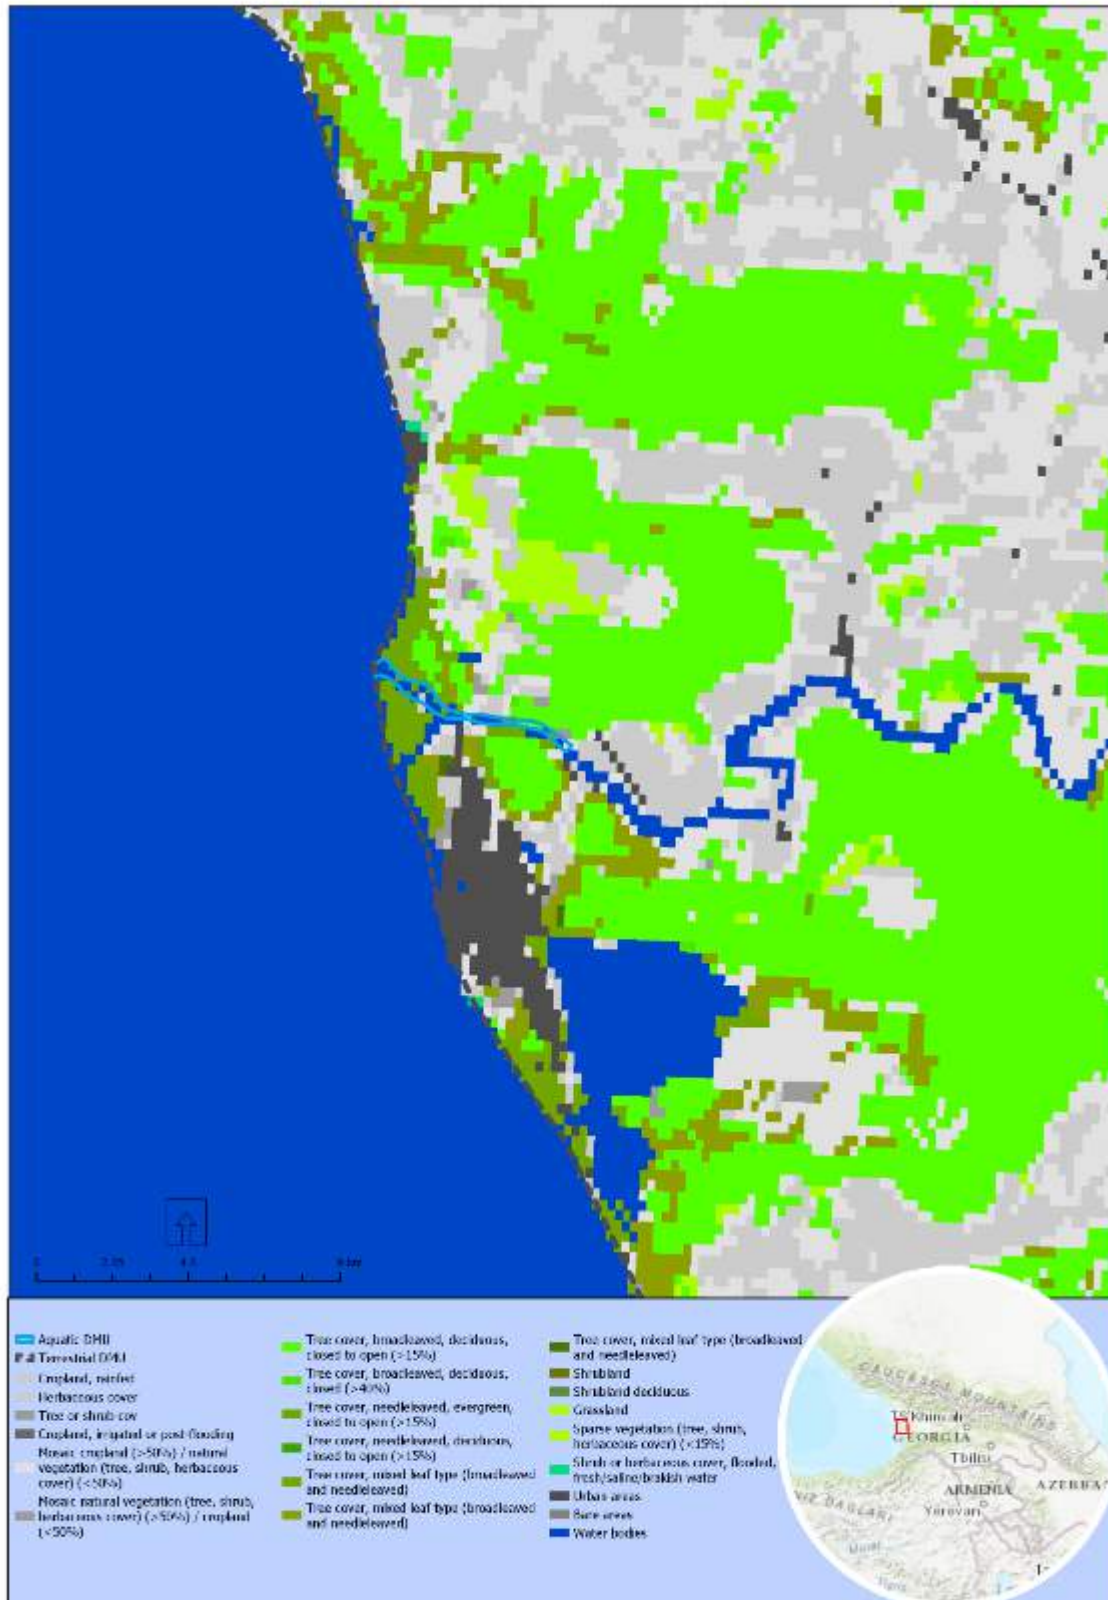 0
9 km
Aquatic DMU
Terrestrial DMU
Cropland, rainfed
Herbaceous cover
Tree or shrub cov
Cropland, irrigated or post-flooding
Mosaic cropland (>50%) / natural
vegetation (tree, shrub, herbaceous
cover) (<50%)
Mosaic natural vegetation (tree, shrub,
herbaceous cover) (>50%) / cropland
(<50%)
Tree cover, broadleaved, deciduous,
closed to open (>15%)
Tree cover, broadleaved, deciduous,
closed (>40%)
Tree cover, needleleaved, evergreen,
closed to open (>15%)
Tree cover, needleleaved, deciduous,
closed to open (>15%)
Tree cover, mixed leaf type (broadleaved
and needleleaved)
Tree cover, mixed leaf type (broadleaved
and needleleaved)
Tree cover, mixed leaf type (broadleaved
and needleleaved)
Shrubland
Shrubland deciduous
Grassland
Sparse vegetation (tree, shrub,
herbaceous cover) (<15%)
Shrub or herbaceous cover, flooded,
fresh/saline/brakish water
Urban areas
Bare areas
Water bodies
CAUCASUS MOUNTAINS
GEORGIA
Tbilisi
ARMENIA
AZERBA
Yerevan